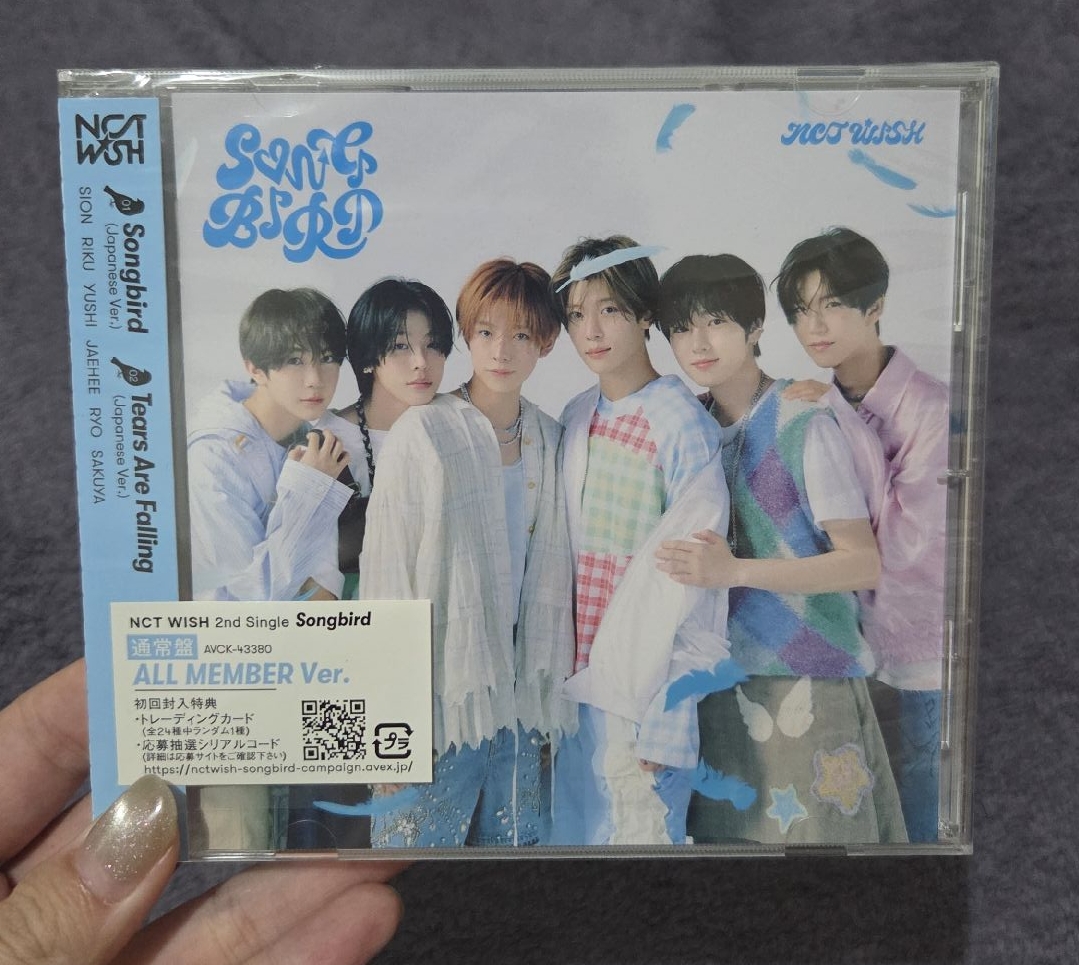 NCT WISH
01 Songbird
(Japanese Ver.)
02 Tears Are Falling
(Japanese Ver.)
SION RIKU YUSHI JAEHEE RYO SAKUYA
SONG
BIRD
NCT WISH
NCT WISH 2nd Single Songbird
通常盤 AVCK-43380
ALL MEMBER Ver.
初回封入特典
・トレーディングカード
(全24種中ランダム1種)
・応募抽選シリアルコード
(詳細は応募サイトをご確認下さい)
プラ
https://nctwish-songbird-campaign.avex.jp/